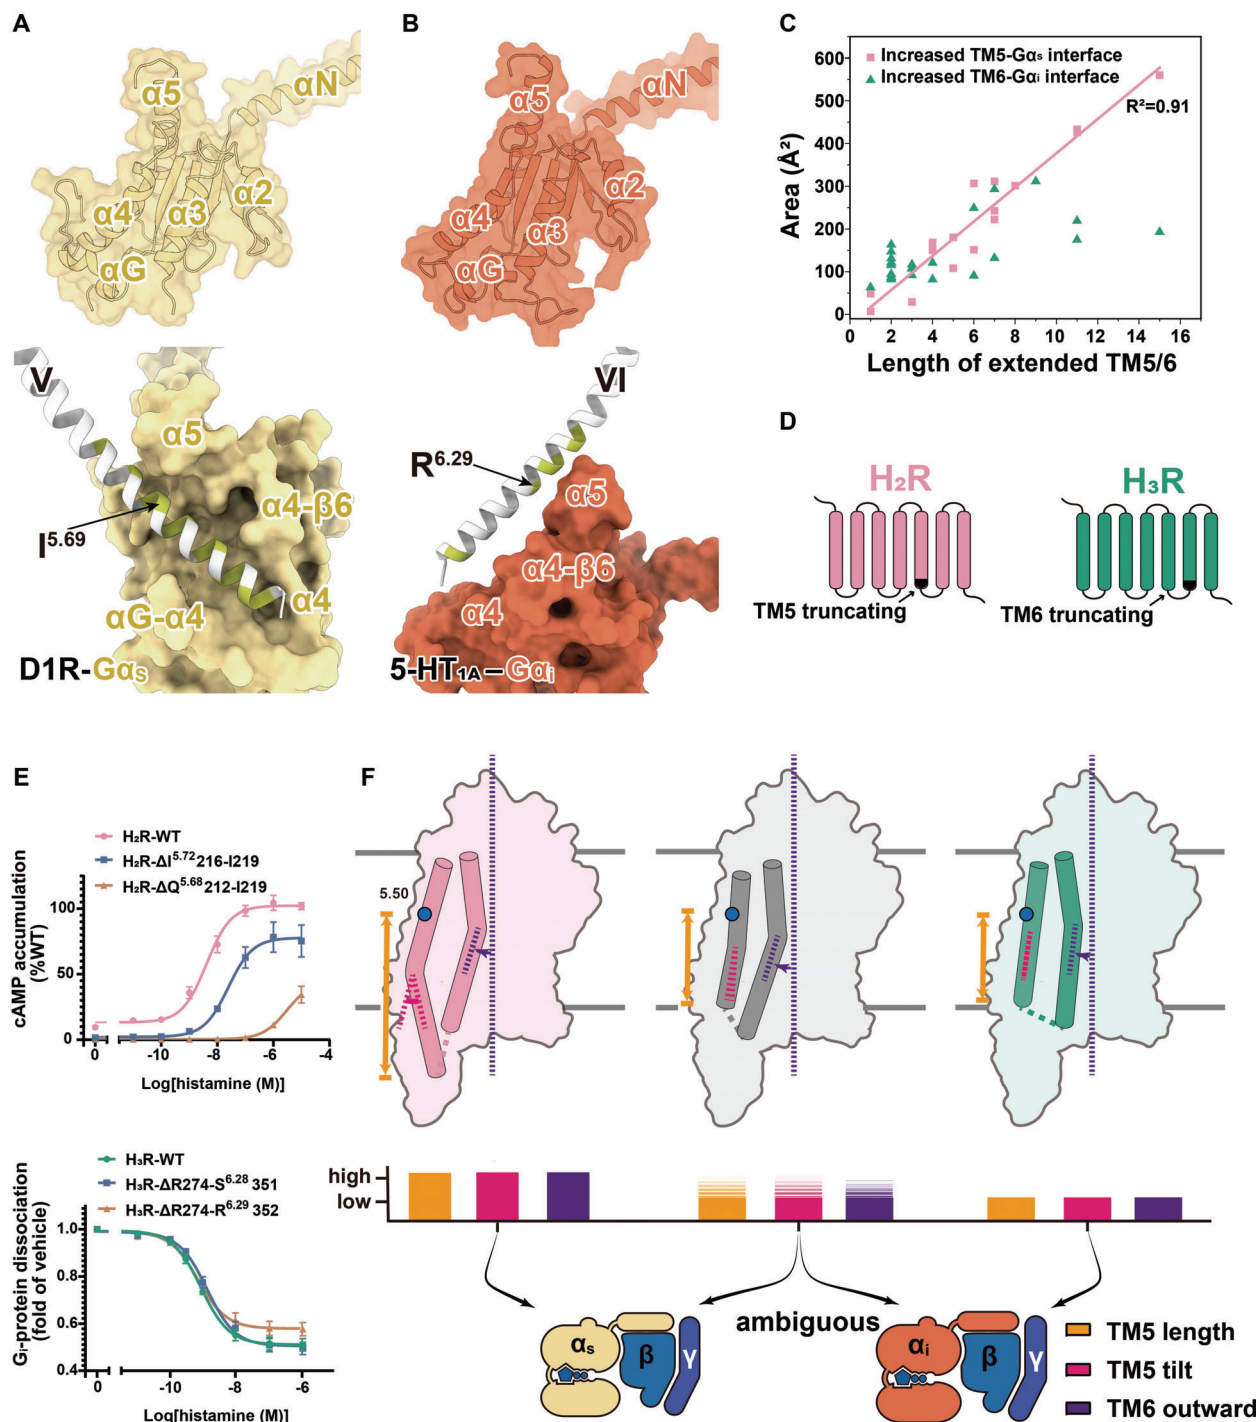 A
α5
αN
α4
α3
α2
αG
V
α5
α4-β6
I5.69
α4
αG-α4
D1R-Gαs
B
α5
αN
α4
α3
α2
αG
VI
R6.29
α5
α4-β6
α4
5-HT1A–Gαi
C
Increased TM5-Gαs interface
Increased TM6-Gαi interface
R²=0.91
Area (Å²)
600
500
400
300
200
100
0
0 2 4 6 8 10 12 14 16
Length of extended TM5/6
D
H₂R
H₃R
TM5 truncating
TM6 truncating
E
H₂R-WT
H₂R-ΔI5.72216-I219
H₂R-ΔQ5.68212-I219
cAMP accumulation
(%WT)
100
50
0
0 -10 -8 -6 -4
Log[histamine (M)]
H₃R-WT
H₃R-ΔR274-S6.28 351
H₃R-ΔR274-R6.29 352
Gi-protein dissociation
(fold of vehicle)
1.0
0.8
0.6
0.4
0 -10 -8 -6
Log[histamine (M)]
F
5.50
high
low
ambiguous
αs
β
γ
αi
β
γ
TM5 length
TM5 tilt
TM6 outward